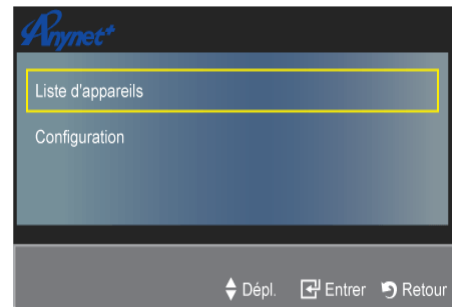 Anynet+
Liste d'appareils
Configuration
Dépl. Entrer Retour